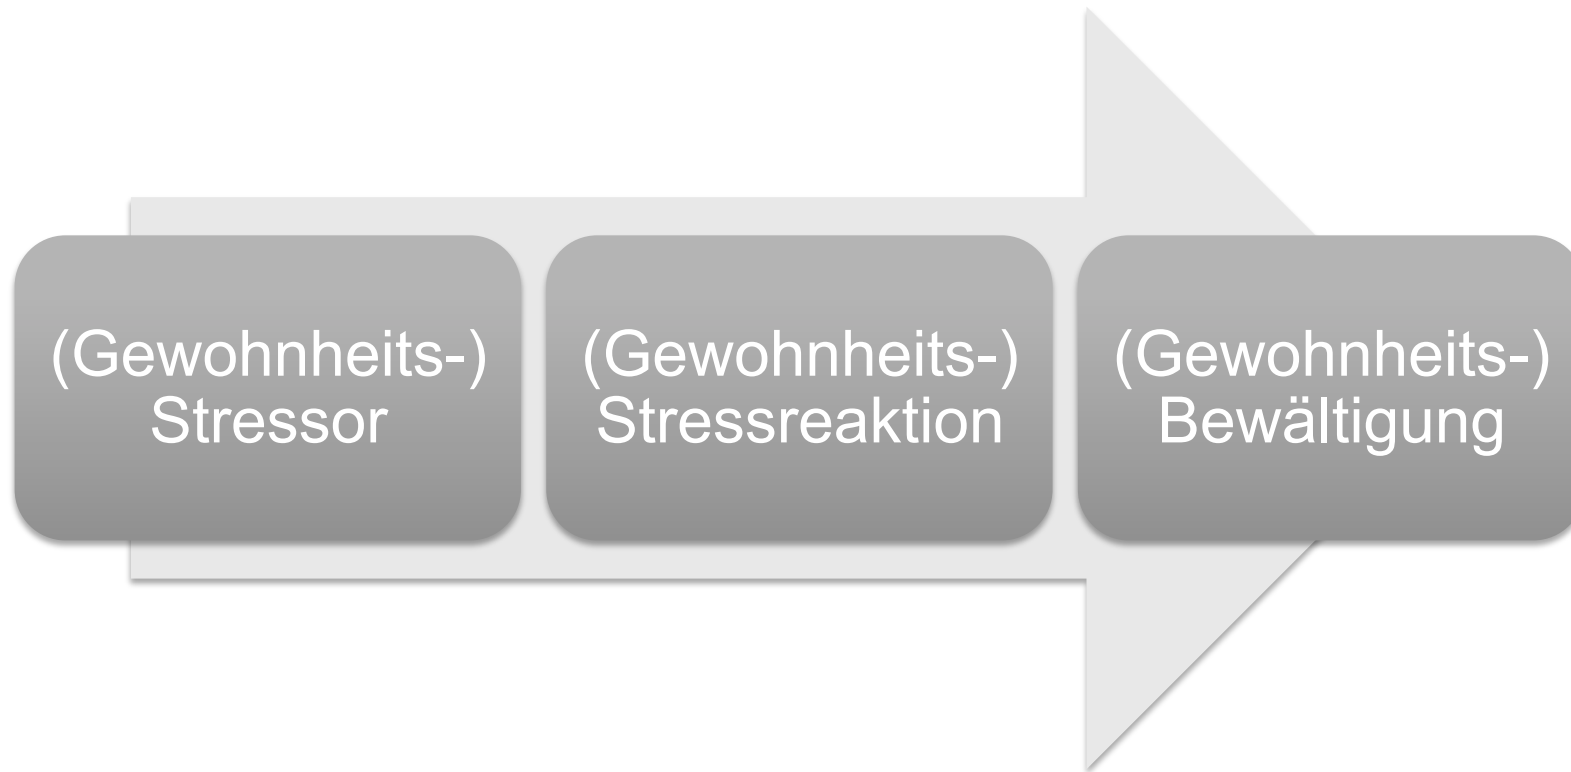 (Gewohnheits-)
Stressor
(Gewohnheits-)
Stressreaktion
(Gewohnheits-)
Bewältigung